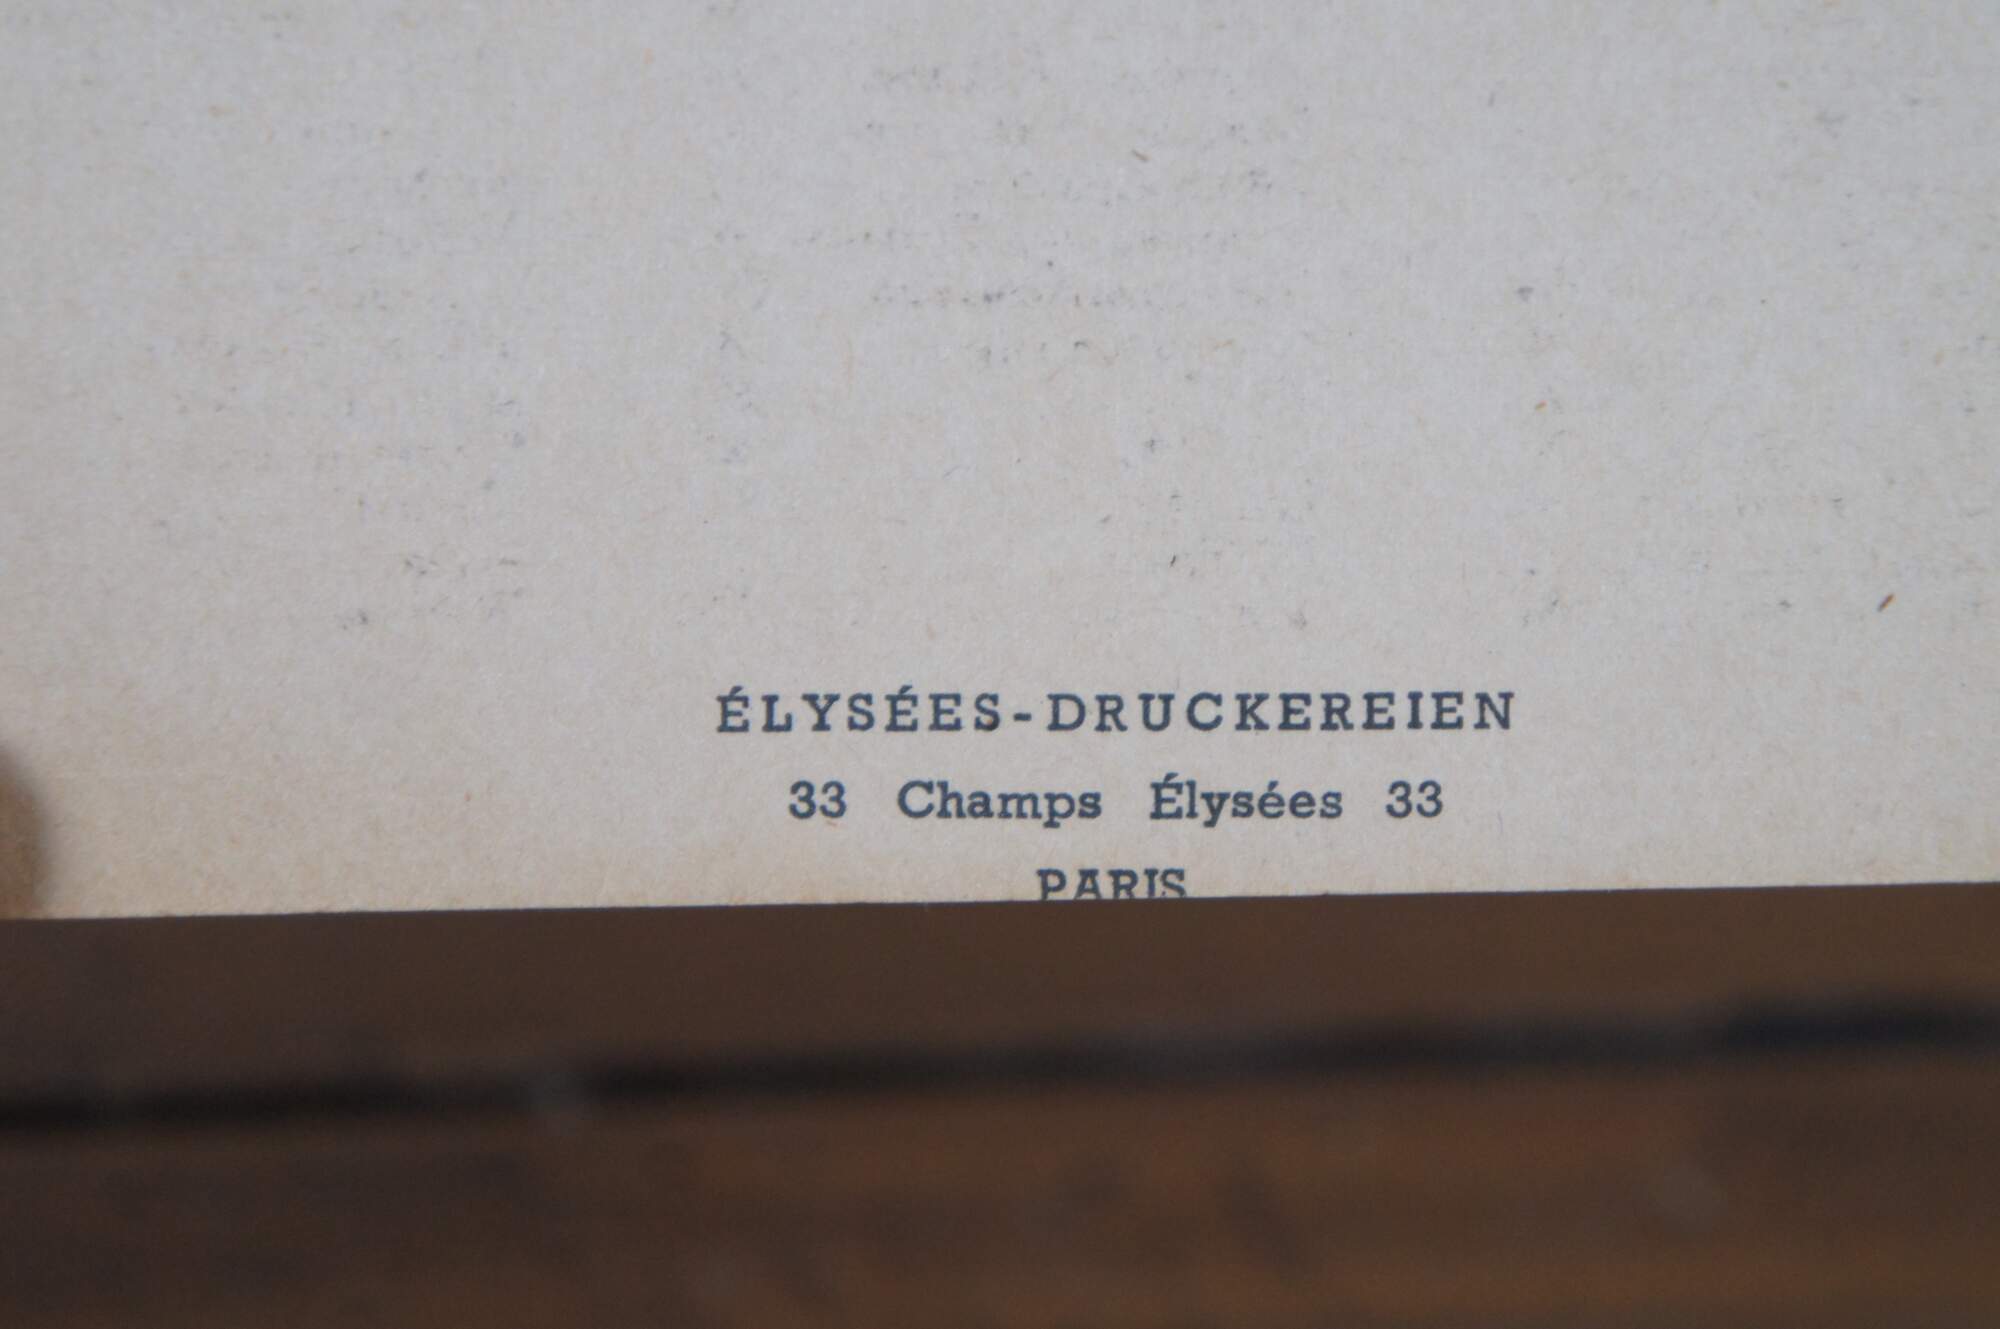 ÉLYSÉES-DRUCKEREIEN
33 Champs Élysées 33
PARIS